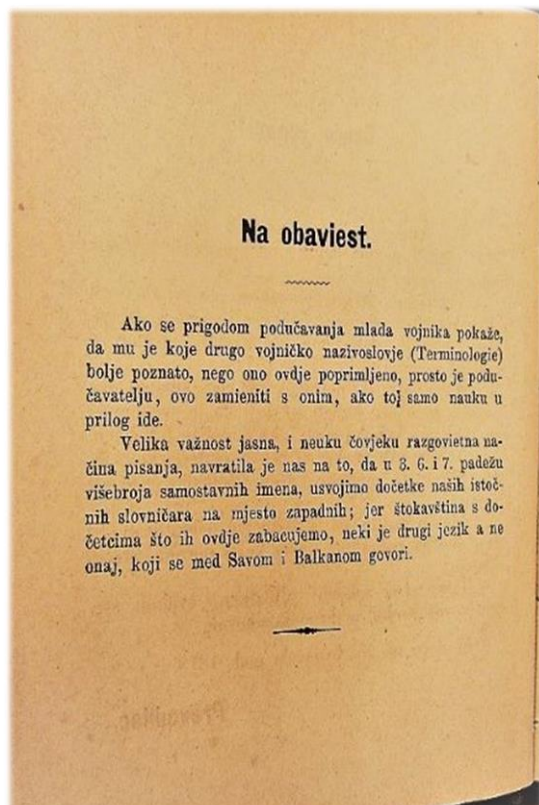 Na obaviest.
Ako se prigodom podučavanja mlada vojnika pokaže,
da mu je koje drugo vojničko nazivoslovje (Terminologie)
bolje poznato, nego ono ovdje poprimljeno, prosto je podu-
čavatelju, ovo zamieniti s onim, ako to samo nauku u
prilog ide.
Velika važnost jasna, i neuku čovjeku razgovietna na-
čina pisanja, navratila je nas na to, da u 3. 6. i 7. padežu
višebroja samostavnih imena, usvojimo dočetke naših istoč-
nih slovničara na mjesto zapadnih; jer štokavština s do-
četcima što ih ovdje zabacujemo, neki je drugi jezik a ne
onaj, koji se med Savom i Balkanom govori.